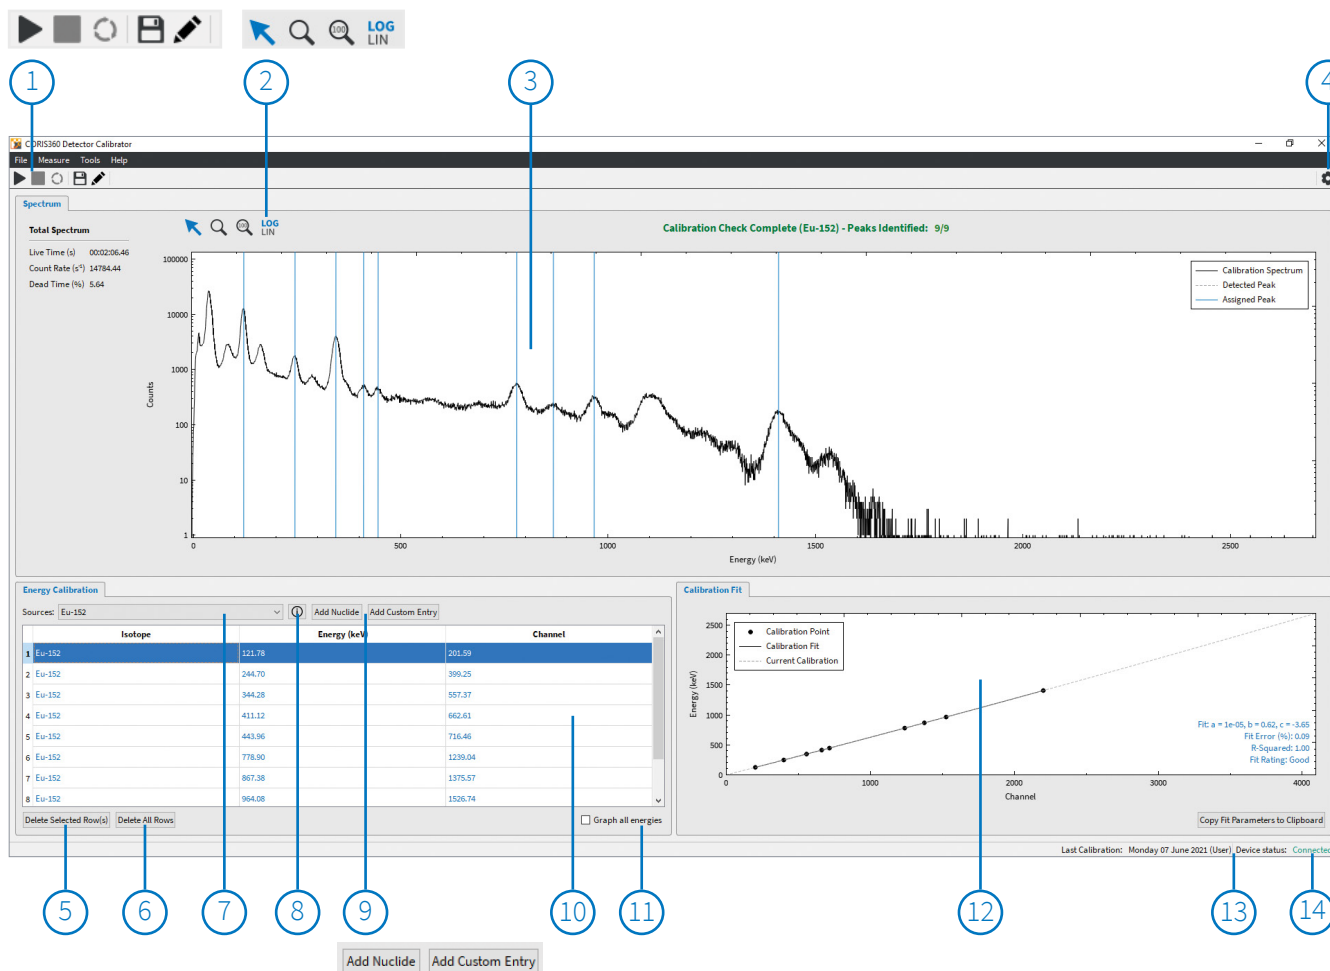 100 LOG
LIN
1 2 3 4
CORIS360 Detector Calibrator
File Measure Tools Help
Spectrum
Total Spectrum
Live Time (s) 00:02:06.46
Count Rate (s⁻¹) 14784.44
Dead Time (%) 5.64
100 LOG
LIN
Calibration Check Complete (Eu-152) - Peaks Identified: 9/9
Calibration Spectrum
Detected Peak
Assigned Peak
100000
10000
1000
100
10
1
Counts
0 500 1000 1500 2000 2500
Energy (keV)
Energy Calibration
Sources: Eu-152 Add Nuclide Add Custom Entry
Isotope Energy (keV) Channel
1 Eu-152 121.78 201.59
2 Eu-152 244.70 399.25
3 Eu-152 344.28 557.37
4 Eu-152 411.12 662.61
5 Eu-152 443.96 716.46
6 Eu-152 778.90 1239.04
7 Eu-152 867.38 1375.57
8 Eu-152 964.08 1526.74
Delete Selected Row(s) Delete All Rows Graph all energies
Calibration Fit
Calibration Point
Calibration Fit
Current Calibration
2500
2000
1500
1000
500
0
Energy (keV)
Fit: a = 1e-05, b = 0.62, c = -3.65
Fit Error (%): 0.09
R-Squared: 1.00
Fit Rating: Good
0 1000 2000 3000 4000
Channel
Copy Fit Parameters to Clipboard
Last Calibration: Monday 07 June 2021 (User) Device status: Connected
5 6 7 8 9 10 11 12 13 14
Add Nuclide Add Custom Entry